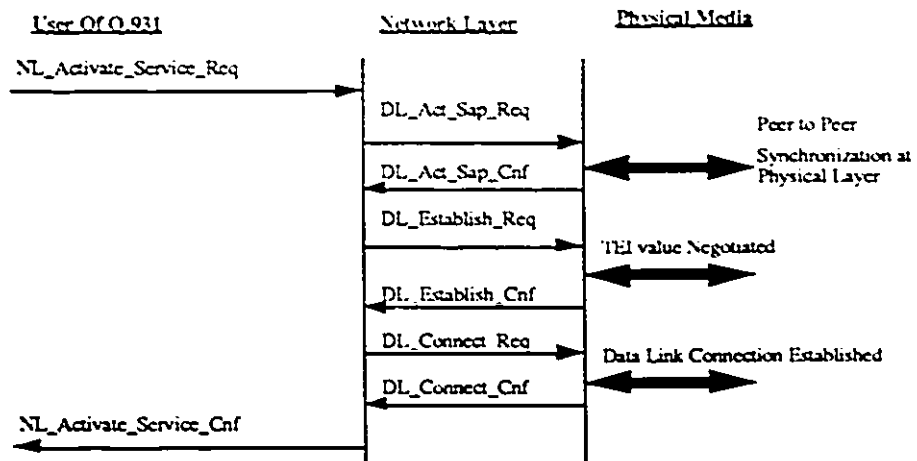 User Of Q.931
Network Layer
Physical Media
NL_Activate_Service_Req
DL_Act_Sap_Req
Peer to Peer
Synchronization at
Physical Layer
DL_Act_Sap_Cnf
DL_Establish_Req
TEI value Negotiated
DL_Establish_Cnf
DL_Connect_Req
Data Link Connection Established
DL_Connect_Cnf
NL_Activate_Service_Cnf